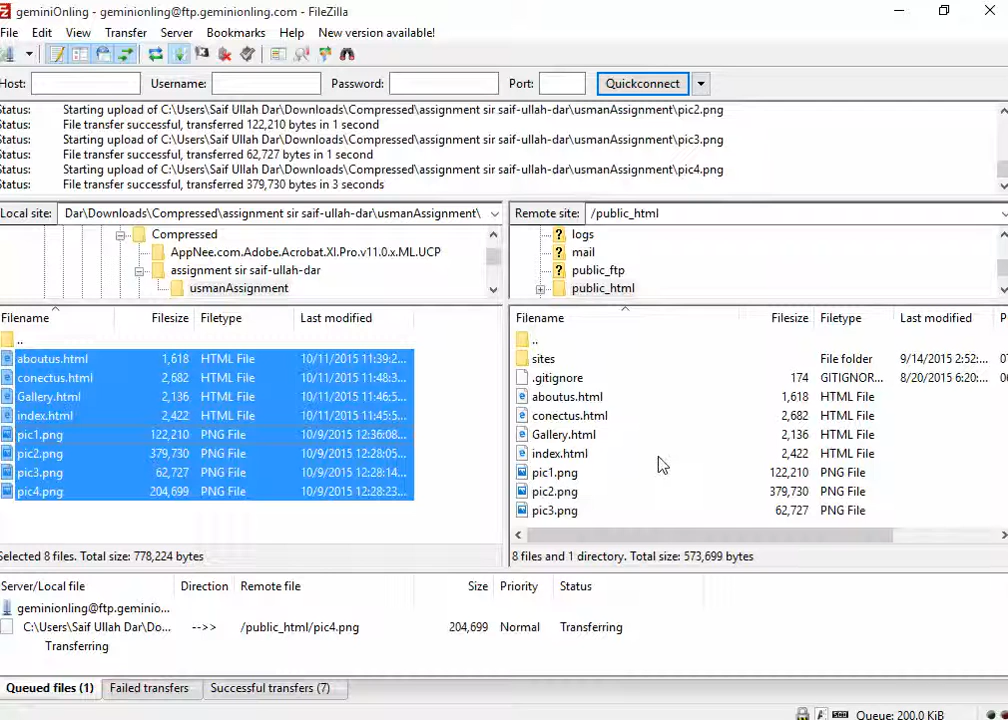 geminiOnling - geminionling@ftp.geminionling.com - FileZilla
File Edit View Transfer Server Bookmarks Help New version available!
Host: Username: Password: Port: Quickconnect
Status: Starting upload of C:\Users\Saif Ullah Dar\Downloads\Compressed\assignment sir saif-ullah-dar\usmanAssignment\pic2.png
Status: File transfer successful, transferred 122,210 bytes in 1 second
Status: Starting upload of C:\Users\Saif Ullah Dar\Downloads\Compressed\assignment sir saif-ullah-dar\usmanAssignment\pic3.png
Status: File transfer successful, transferred 62,727 bytes in 1 second
Status: Starting upload of C:\Users\Saif Ullah Dar\Downloads\Compressed\assignment sir saif-ullah-dar\usmanAssignment\pic4.png
Status: File transfer successful, transferred 379,730 bytes in 3 seconds
Local site: Dar\Downloads\Compressed\assignment sir saif-ullah-dar\usmanAssignment\
Compressed
AppNee.com.Adobe.Acrobat.XI.Pro.v11.0.x.ML.UCP
assignment sir saif-ullah-dar
usmanAssignment
Remote site: /public_html
logs
mail
public_ftp
public_html
Filename Filesize Filetype Last modified
..
aboutus.html 1,618 HTML File 10/11/2015 11:39:2...
conectus.html 2,682 HTML File 10/11/2015 11:48:3...
Gallery.html 2,136 HTML File 10/11/2015 11:46:5...
index.html 2,422 HTML File 10/11/2015 11:45:5...
pic1.png 122,210 PNG File 10/9/2015 12:36:08...
pic2.png 379,730 PNG File 10/9/2015 12:28:05...
pic3.png 62,727 PNG File 10/9/2015 12:28:14...
pic4.png 204,699 PNG File 10/9/2015 12:28:23...
Selected 8 files. Total size: 778,224 bytes
Filename Filesize Filetype Last modified P
..
sites File folder 9/14/2015 2:52:... 07
.gitignore 174 GITIGNOR... 8/20/2015 6:20:... 06
aboutus.html 1,618 HTML File
conectus.html 2,682 HTML File
Gallery.html 2,136 HTML File
index.html 2,422 HTML File
pic1.png 122,210 PNG File
pic2.png 379,730 PNG File
pic3.png 62,727 PNG File
8 files and 1 directory. Total size: 573,699 bytes
Server/Local file Direction Remote file Size Priority Status
geminionling@ftp.geminio...
C:\Users\Saif Ullah Dar\Do... -->> /public_html/pic4.png 204,699 Normal Transferring
Transferring
Queued files (1) Failed transfers Successful transfers (7)
Queue: 200.0 KiB